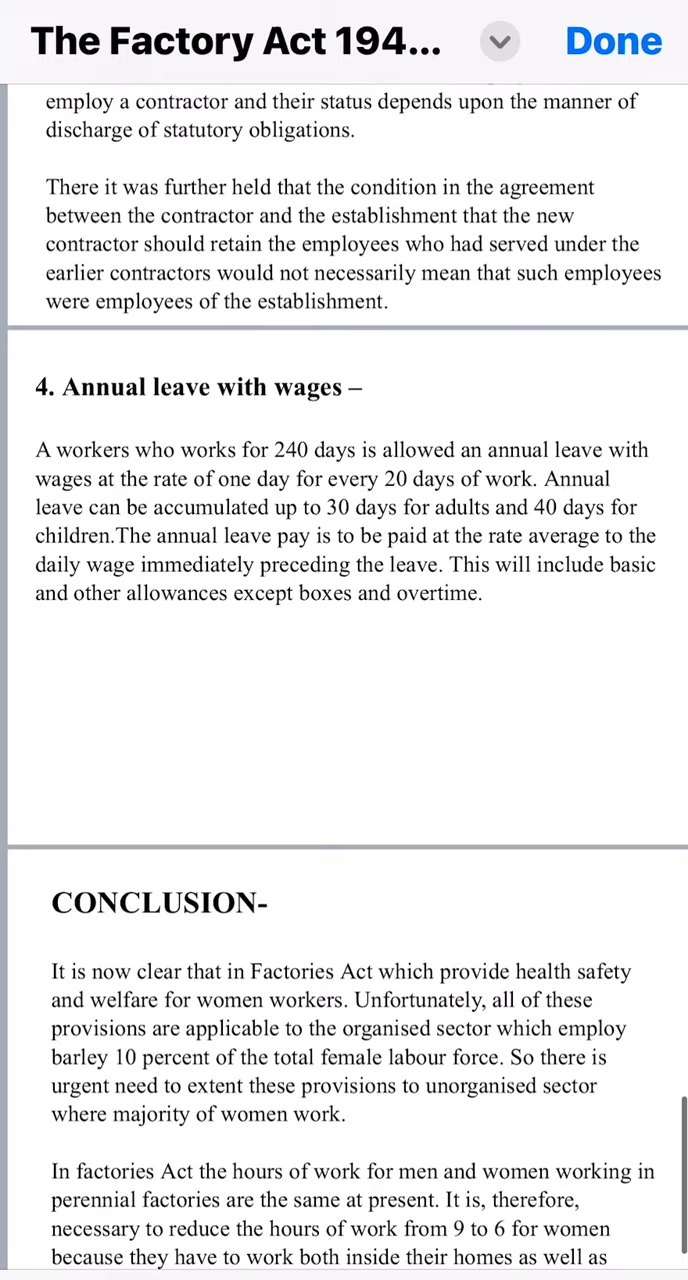 The Factory Act 194...
Done
employ a contractor and their status depends upon the manner of
discharge of statutory obligations.
There it was further held that the condition in the agreement
between the contractor and the establishment that the new
contractor should retain the employees who had served under the
earlier contractors would not necessarily mean that such employees
were employees of the establishment.
4. Annual leave with wages –
A workers who works for 240 days is allowed an annual leave with
wages at the rate of one day for every 20 days of work. Annual
leave can be accumulated up to 30 days for adults and 40 days for
children.The annual leave pay is to be paid at the rate average to the
daily wage immediately preceding the leave. This will include basic
and other allowances except boxes and overtime.
CONCLUSION-
It is now clear that in Factories Act which provide health safety
and welfare for women workers. Unfortunately, all of these
provisions are applicable to the organised sector which employ
barley 10 percent of the total female labour force. So there is
urgent need to extent these provisions to unorganised sector
where majority of women work.
In factories Act the hours of work for men and women working in
perennial factories are the same at present. It is, therefore,
necessary to reduce the hours of work from 9 to 6 for women
because they have to work both inside their homes as well as